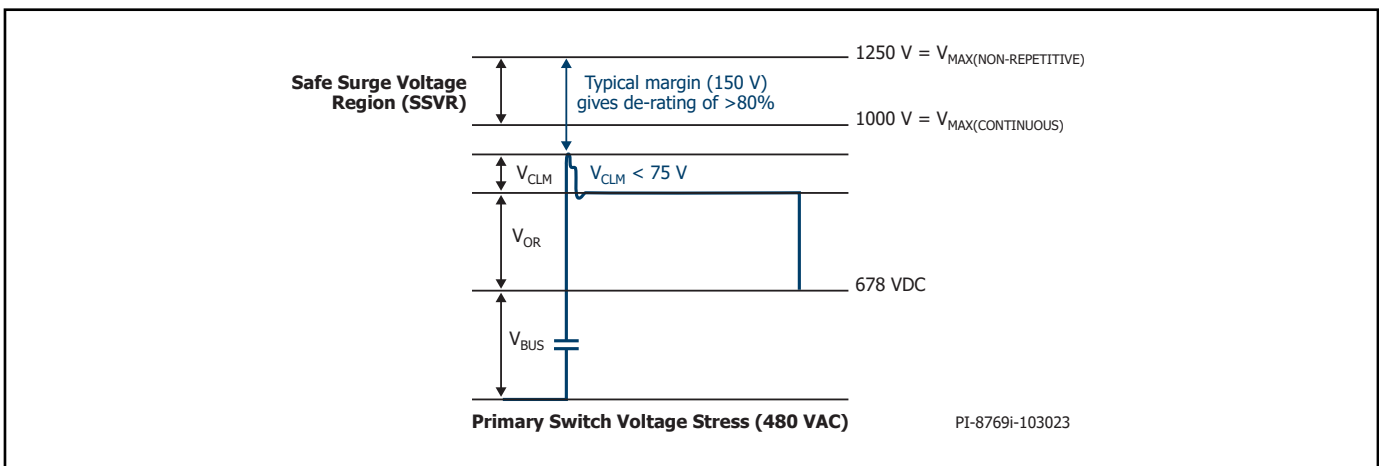 1250 V = VMAX(NON-REPETITIVE)
Safe Surge Voltage
Region (SSVR)
Typical margin (150 V)
gives de-rating of >80%
1000 V = VMAX(CONTINUOUS)
VCLM
VCLM < 75 V
VOR
678 VDC
VBUS
Primary Switch Voltage Stress (480 VAC)
PI-8769i-103023